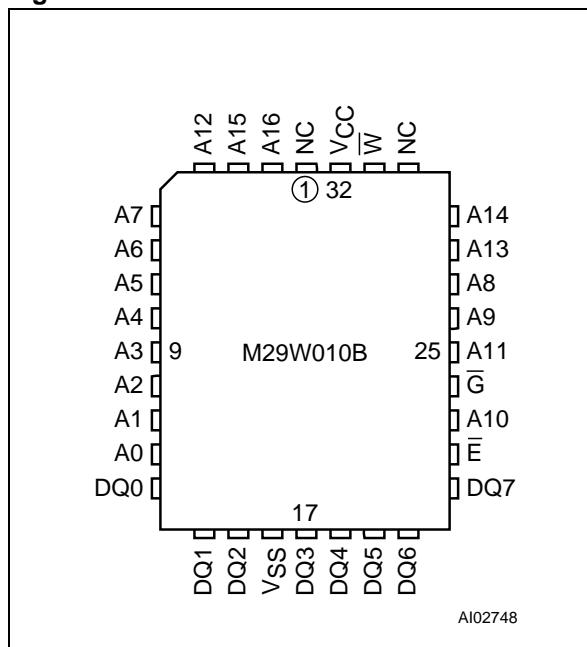 A12 A15 A16 NC VCC W̅ NC
① 32
A7 A14
A6 A13
A5 A8
A4 A9
A3 9 M29W010B 25 A11
A2 G̅
A1 A10
A0 E̅
DQ0 DQ7
17
DQ1 DQ2 VSS DQ3 DQ4 DQ5 DQ6
AI02748